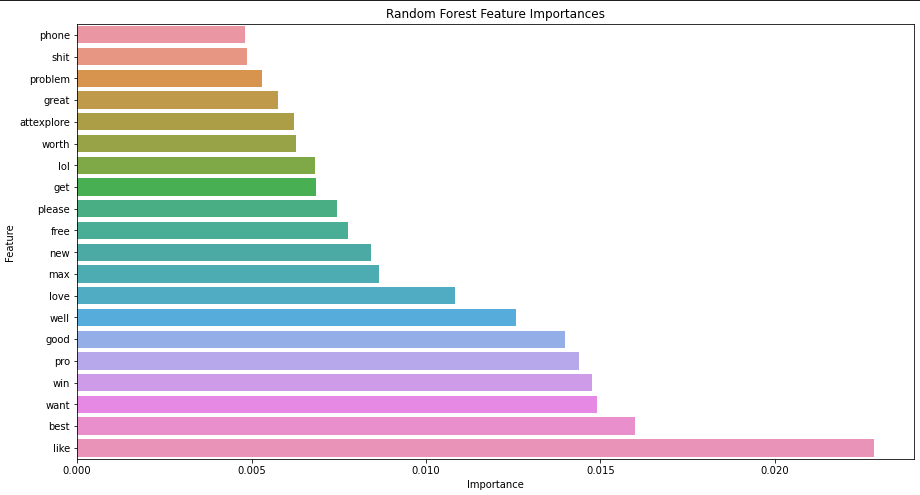 Random Forest Feature Importances
phone
shit
problem
great
attexplore
worth
lol
get
please
free
new
max
love
well
good
pro
win
want
best
like
Feature
0.000 0.005 0.010 0.015 0.020
Importance